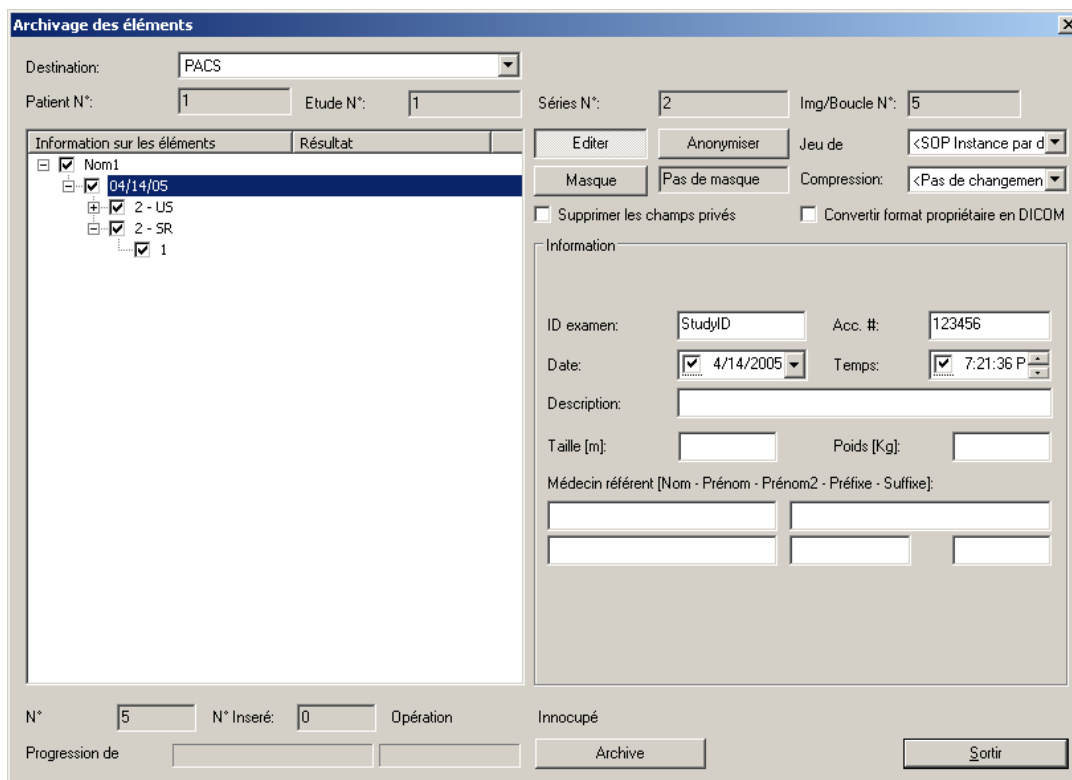 Archivage des éléments
Destination: PACS
Patient N°: 1 Etude N°: 1 Séries N°: 2 Img/Boucle N°: 5
Information sur les éléments Résultat
Nom1
04/14/05
2 - US
2 - SR
1
Editer Anonymiser Jeu de <SOP Instance par d
Masque Pas de masque Compression: <Pas de changemen
Supprimer les champs privés Convertir format propriétaire en DICOM
Information
ID examen: StudyID Acc. #: 123456
Date: 4/14/2005 Temps: 7:21:36 P
Description:
Taille [m]: Poids [Kg]:
Médecin référent [Nom - Prénom - Prénom2 - Préfixe - Suffixe]:
N° 5 N° Inseré: 0 Opération Innocupé
Progression de Archive Sortir